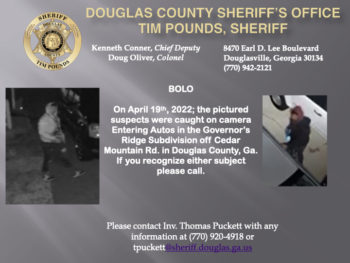 DOUGLAS COUNTY SHERIFF'S OFFICE
TIM POUNDS, SHERIFF
SHERIFF
TIM POUNDS
Kenneth Conner, Chief Deputy
Doug Oliver, Colonel
8470 Earl D. Lee Boulevard
Douglasville, Georgia 30134
(770) 942-2121
BOLO
On April 19th, 2022; the pictured
suspects were caught on camera
Entering Autos in the Governor's
Ridge Subdivision off Cedar
Mountain Rd. in Douglas County, Ga.
If you recognize either subject
please call.
Please contact Inv. Thomas Puckett with any
information at (770) 920-4918 or
tpuckett@sheriff.douglas.ga.us